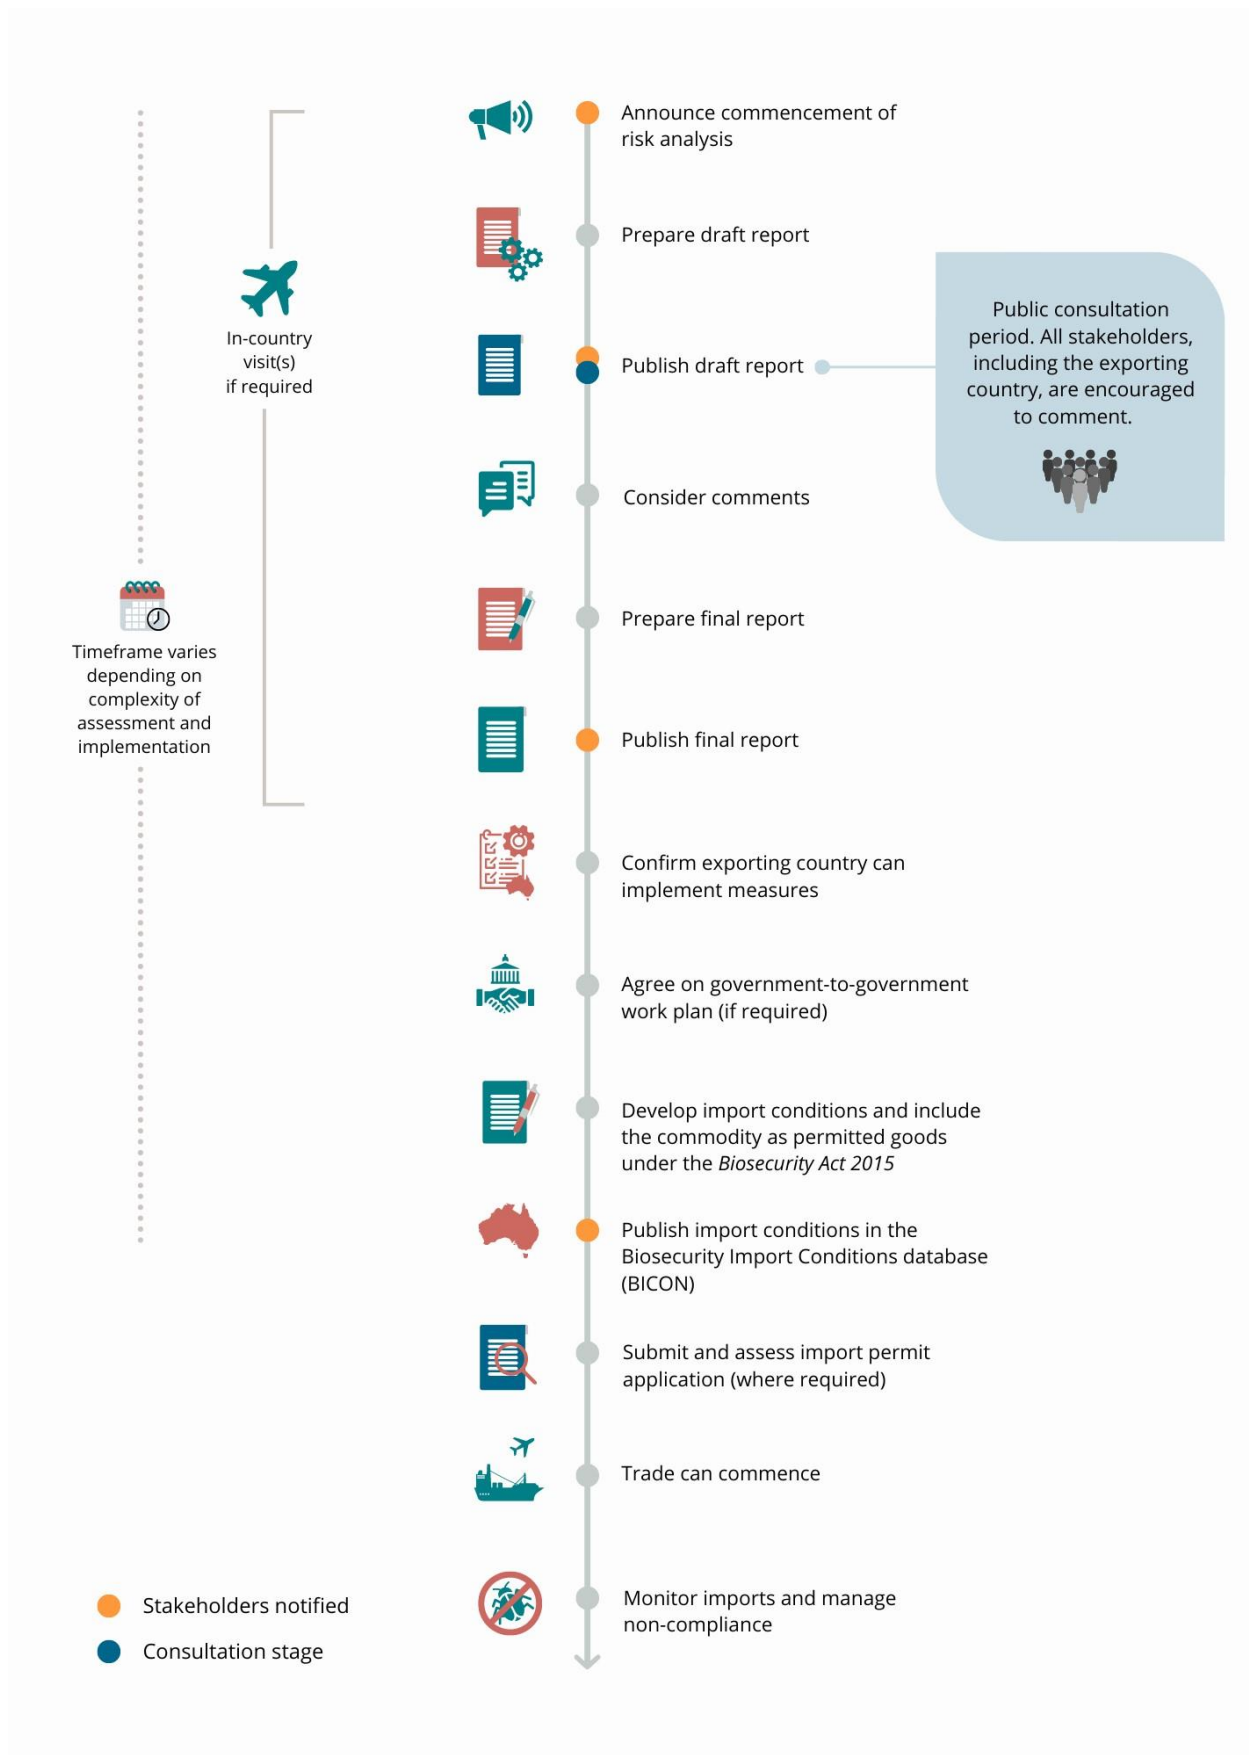 Announce commencement of
risk analysis
Prepare draft report
Public consultation
period. All stakeholders,
including the exporting
country, are encouraged
to comment.
In-country
visit(s)
if required
Publish draft report
Consider comments
Prepare final report
Timeframe varies
depending on
complexity of
assessment and
implementation
Publish final report
Confirm exporting country can
implement measures
Agree on government-to-government
work plan (if required)
Develop import conditions and include
the commodity as permitted goods
under the Biosecurity Act 2015
Publish import conditions in the
Biosecurity Import Conditions database
(BICON)
Submit and assess import permit
application (where required)
Trade can commence
Monitor imports and manage
non-compliance
Stakeholders notified
Consultation stage